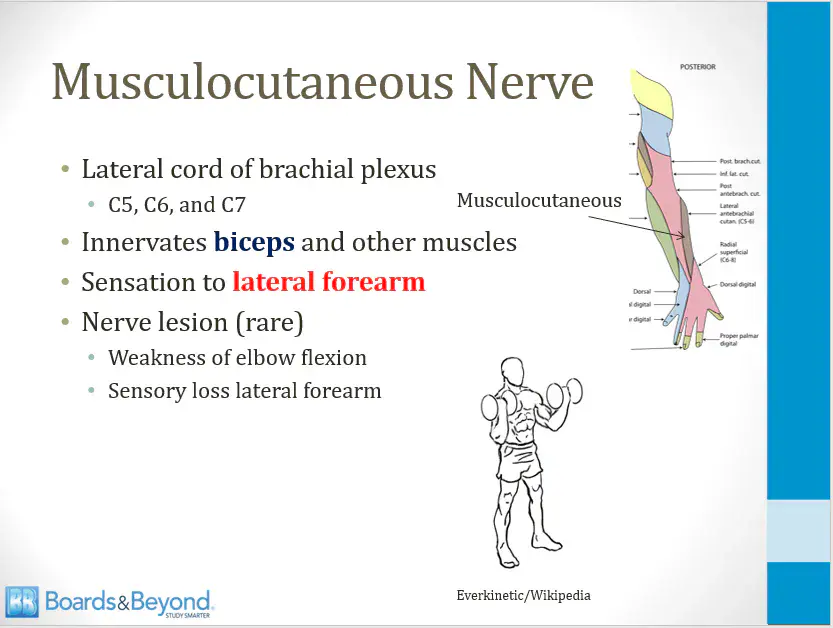 Musculocutaneous Nerve
• Lateral cord of brachial plexus
• C5, C6, and C7
• Innervates biceps and other muscles
• Sensation to lateral forearm
• Nerve lesion (rare)
• Weakness of elbow flexion
• Sensory loss lateral forearm
POSTERIOR
Post. brach.cut.
Inf. lat. cut.
Post
antebrach. cut.
Lateral
antebrachial
cutan. (C5-6)
Radial
superficial
(C6-8)
Dorsal digital
Proper palmar
digital
Musculocutaneous
Dorsal
l digital
r digital
Everkinetic/Wikipedia
BB Boards&Beyond.
STUDY SMARTER